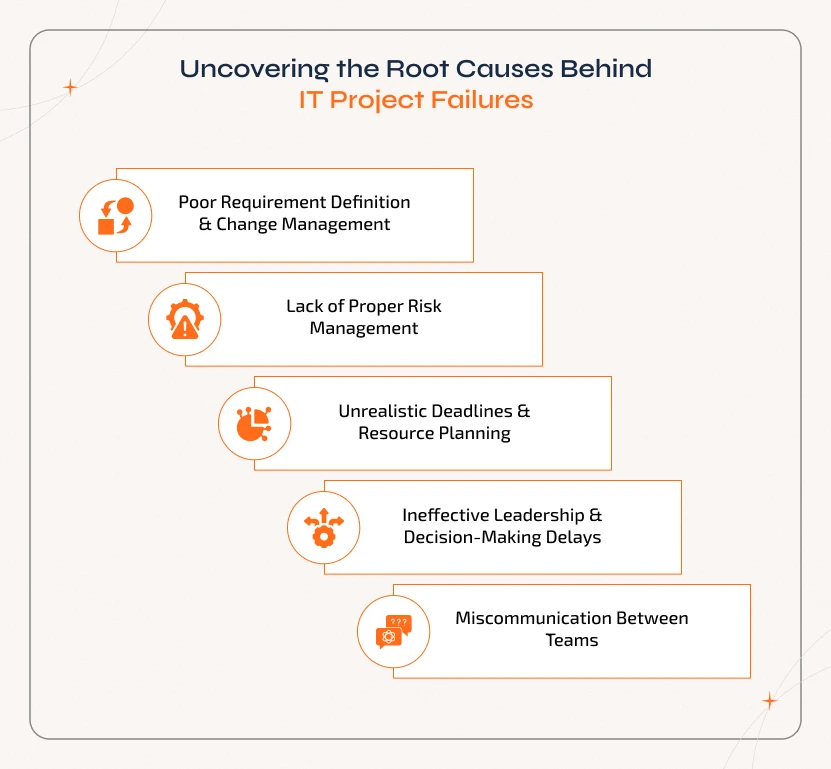 Uncovering the Root Causes Behind
IT Project Failures
Poor Requirement Definition
& Change Management
Lack of Proper Risk
Management
Unrealistic Deadlines &
Resource Planning
Ineffective Leadership &
Decision-Making Delays
???
Miscommunication Between
Teams